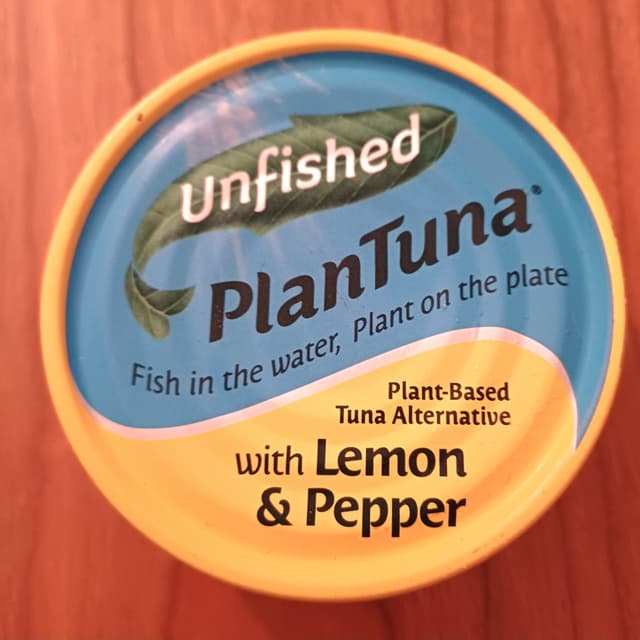 Unfished
PlanTuna®
Fish in the water, Plant on the plate
Plant-Based
Tuna Alternative
with Lemon
& Pepper